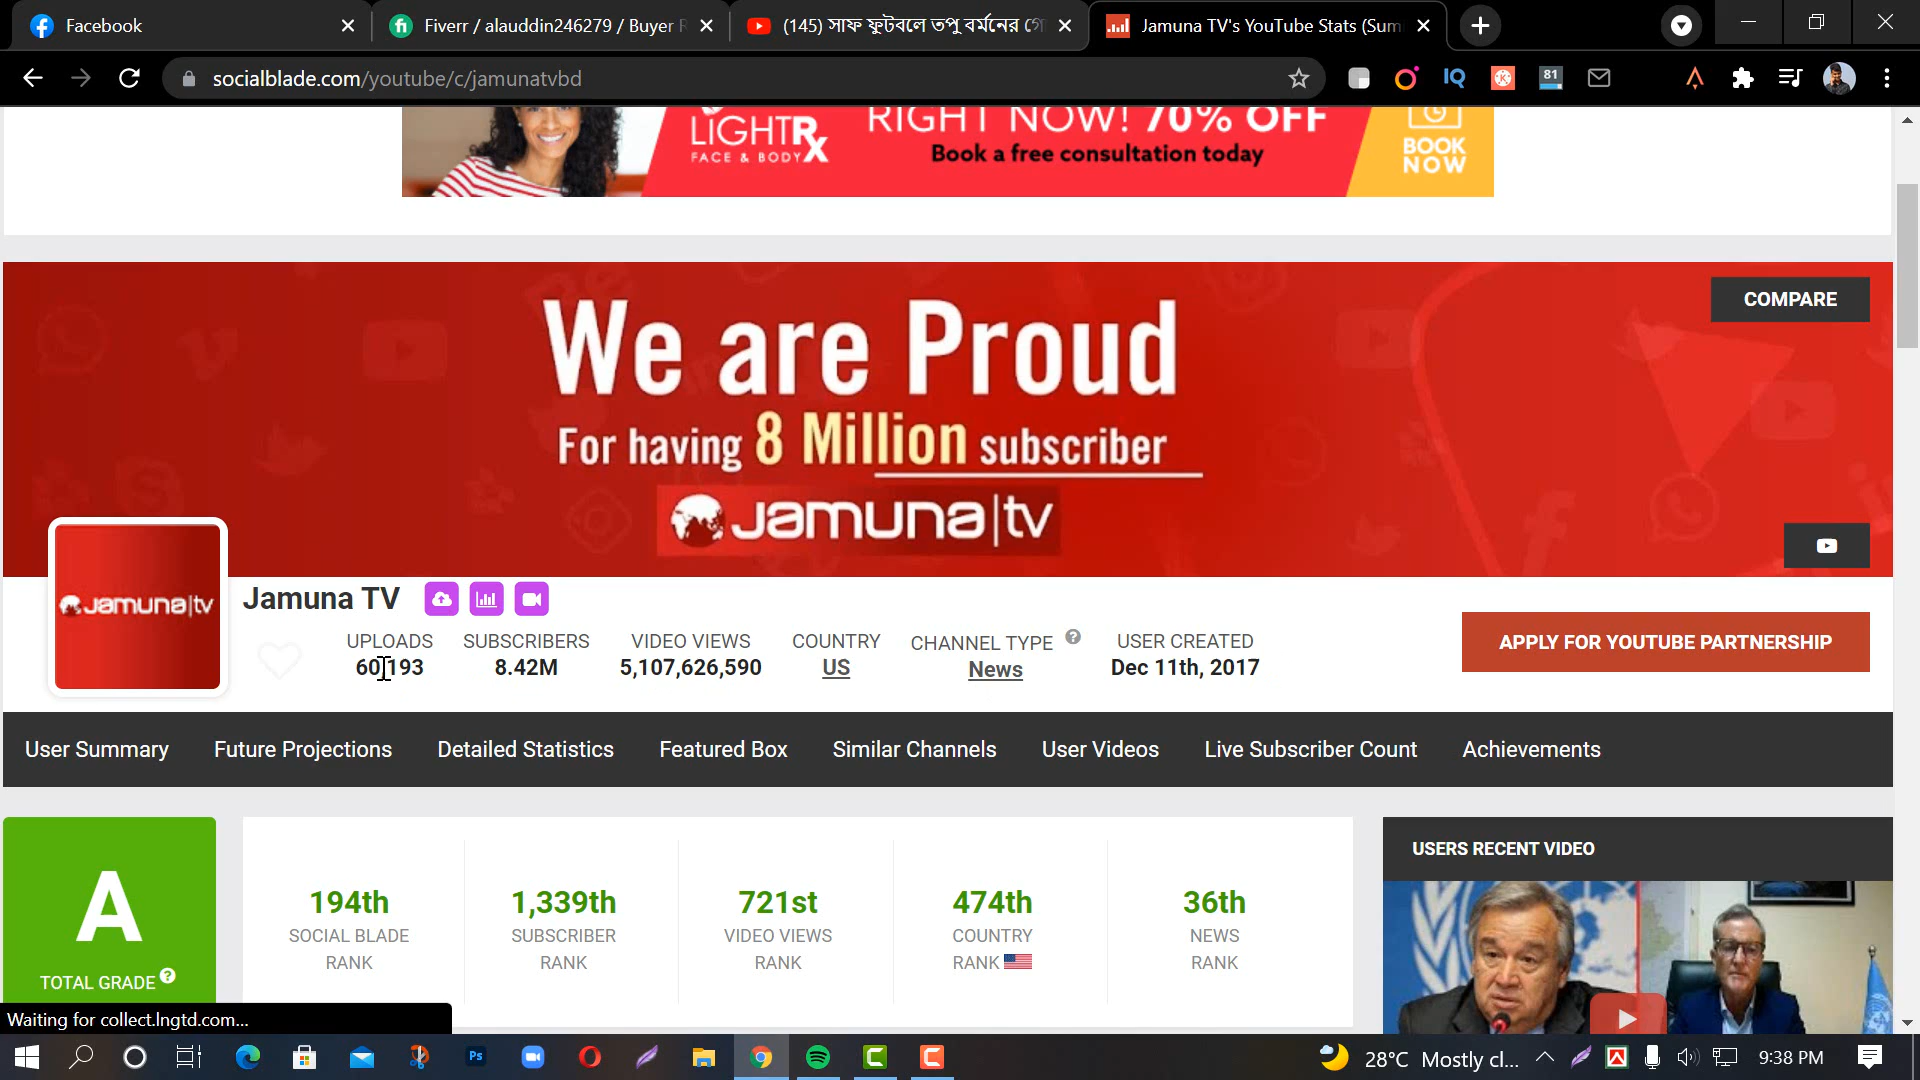 Facebook
Fiverr / alauddin246279 / Buyer R
(145) সাফ ফুটবলে তপু বর্মনের গো
Jamuna TV's YouTube Stats (Sum
socialblade.com/youtube/c/jamunatvbd
IQ
81
LIGHTRx
FACE & BODY
RIGHT NOW! 70% OFF
Book a free consultation today
BOOK
NOW
COMPARE
We are Proud
For having 8 Million subscriber
Jamuna|tv
Jamuna|tv
Jamuna TV
UPLOADS
60,193
SUBSCRIBERS
8.42M
VIDEO VIEWS
5,107,626,590
COUNTRY
US
CHANNEL TYPE ?
News
USER CREATED
Dec 11th, 2017
APPLY FOR YOUTUBE PARTNERSHIP
User Summary
Future Projections
Detailed Statistics
Featured Box
Similar Channels
User Videos
Live Subscriber Count
Achievements
A
TOTAL GRADE ?
194th
SOCIAL BLADE
RANK
1,339th
SUBSCRIBER
RANK
721st
VIDEO VIEWS
RANK
474th
COUNTRY
RANK
36th
NEWS
RANK
USERS RECENT VIDEO
Waiting for collect.lngtd.com...
Ps
28°C Mostly cl...
9:38 PM